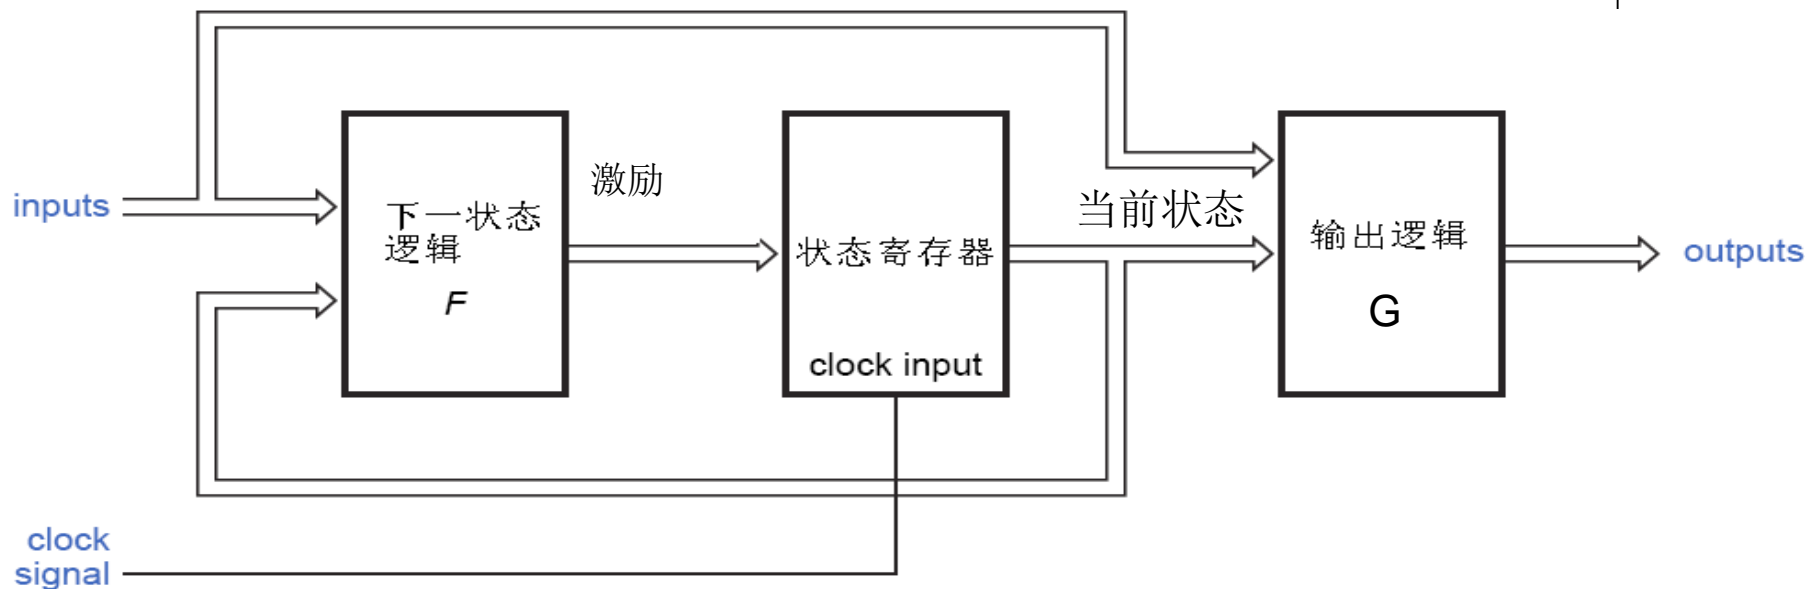 inputs
下一状态
逻辑
F
激励
状态寄存器
clock input
当前状态
输出逻辑
G
outputs
clock
signal